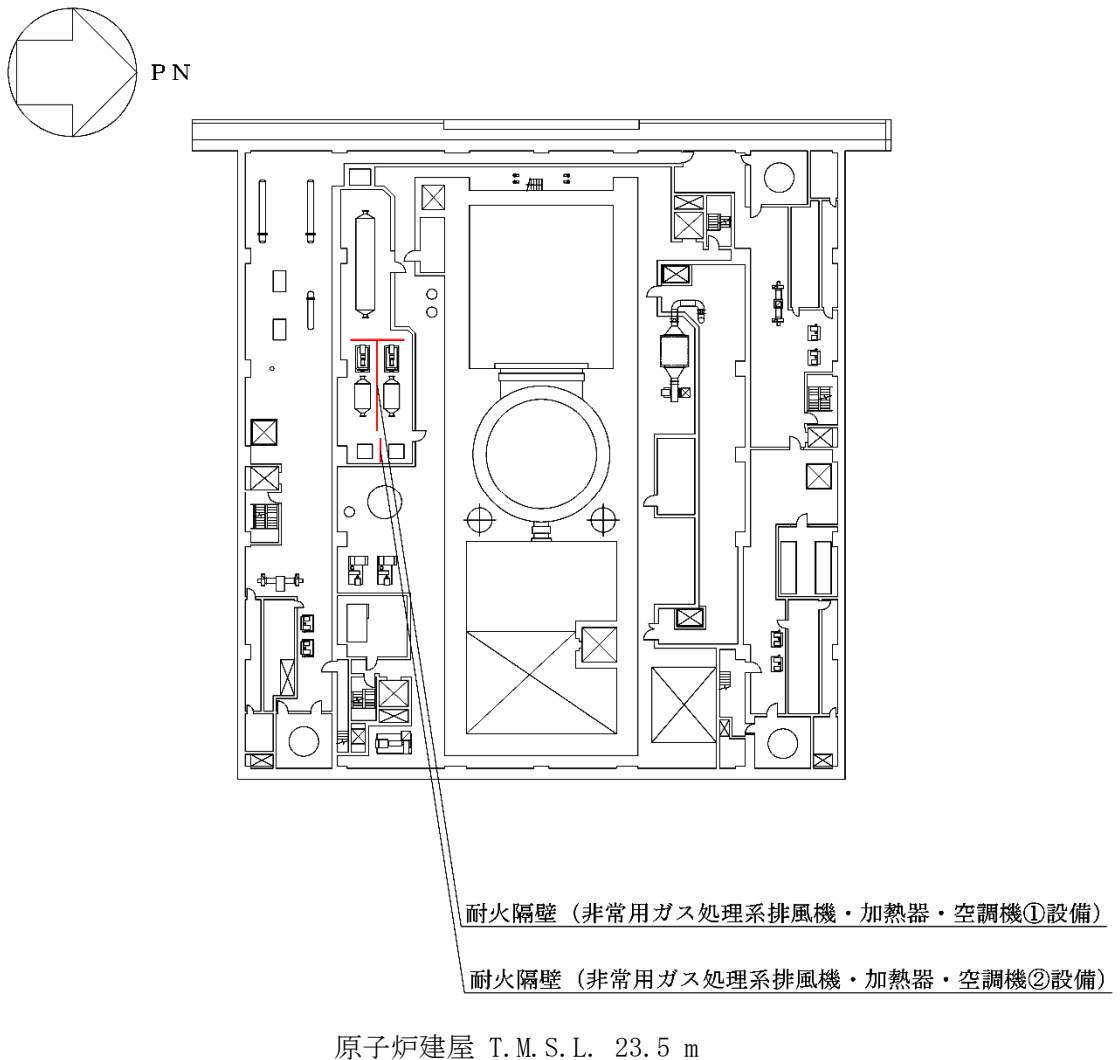 PN
耐火隔壁（非常用ガス処理系排風機・加熱器・空調機①設備）
耐火隔壁（非常用ガス処理系排風機・加熱器・空調機②設備）
原子炉建屋 T.M.S.L. 23.5 m